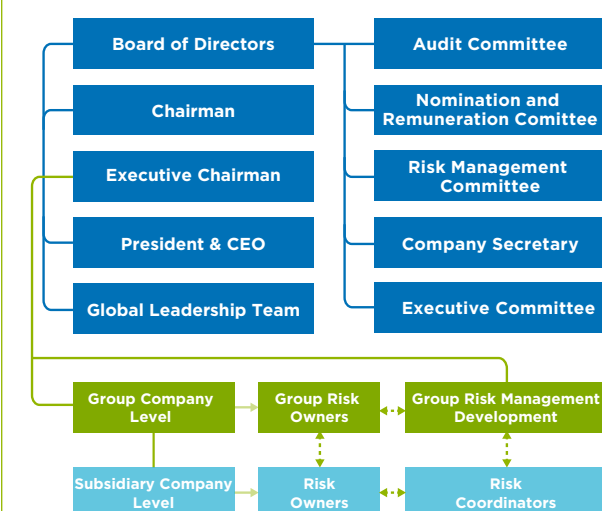 Board of Directors
Audit Committee
Chairman
Nomination and
Remuneration Comittee
Executive Chairman
Risk Management
Committee
President & CEO
Company Secretary
Global Leadership Team
Executive Committee
Group Company
Level
Group Risk
Owners
Group Risk Management
Development
Subsidiary Company
Level
Risk
Owners
Risk
Coordinators